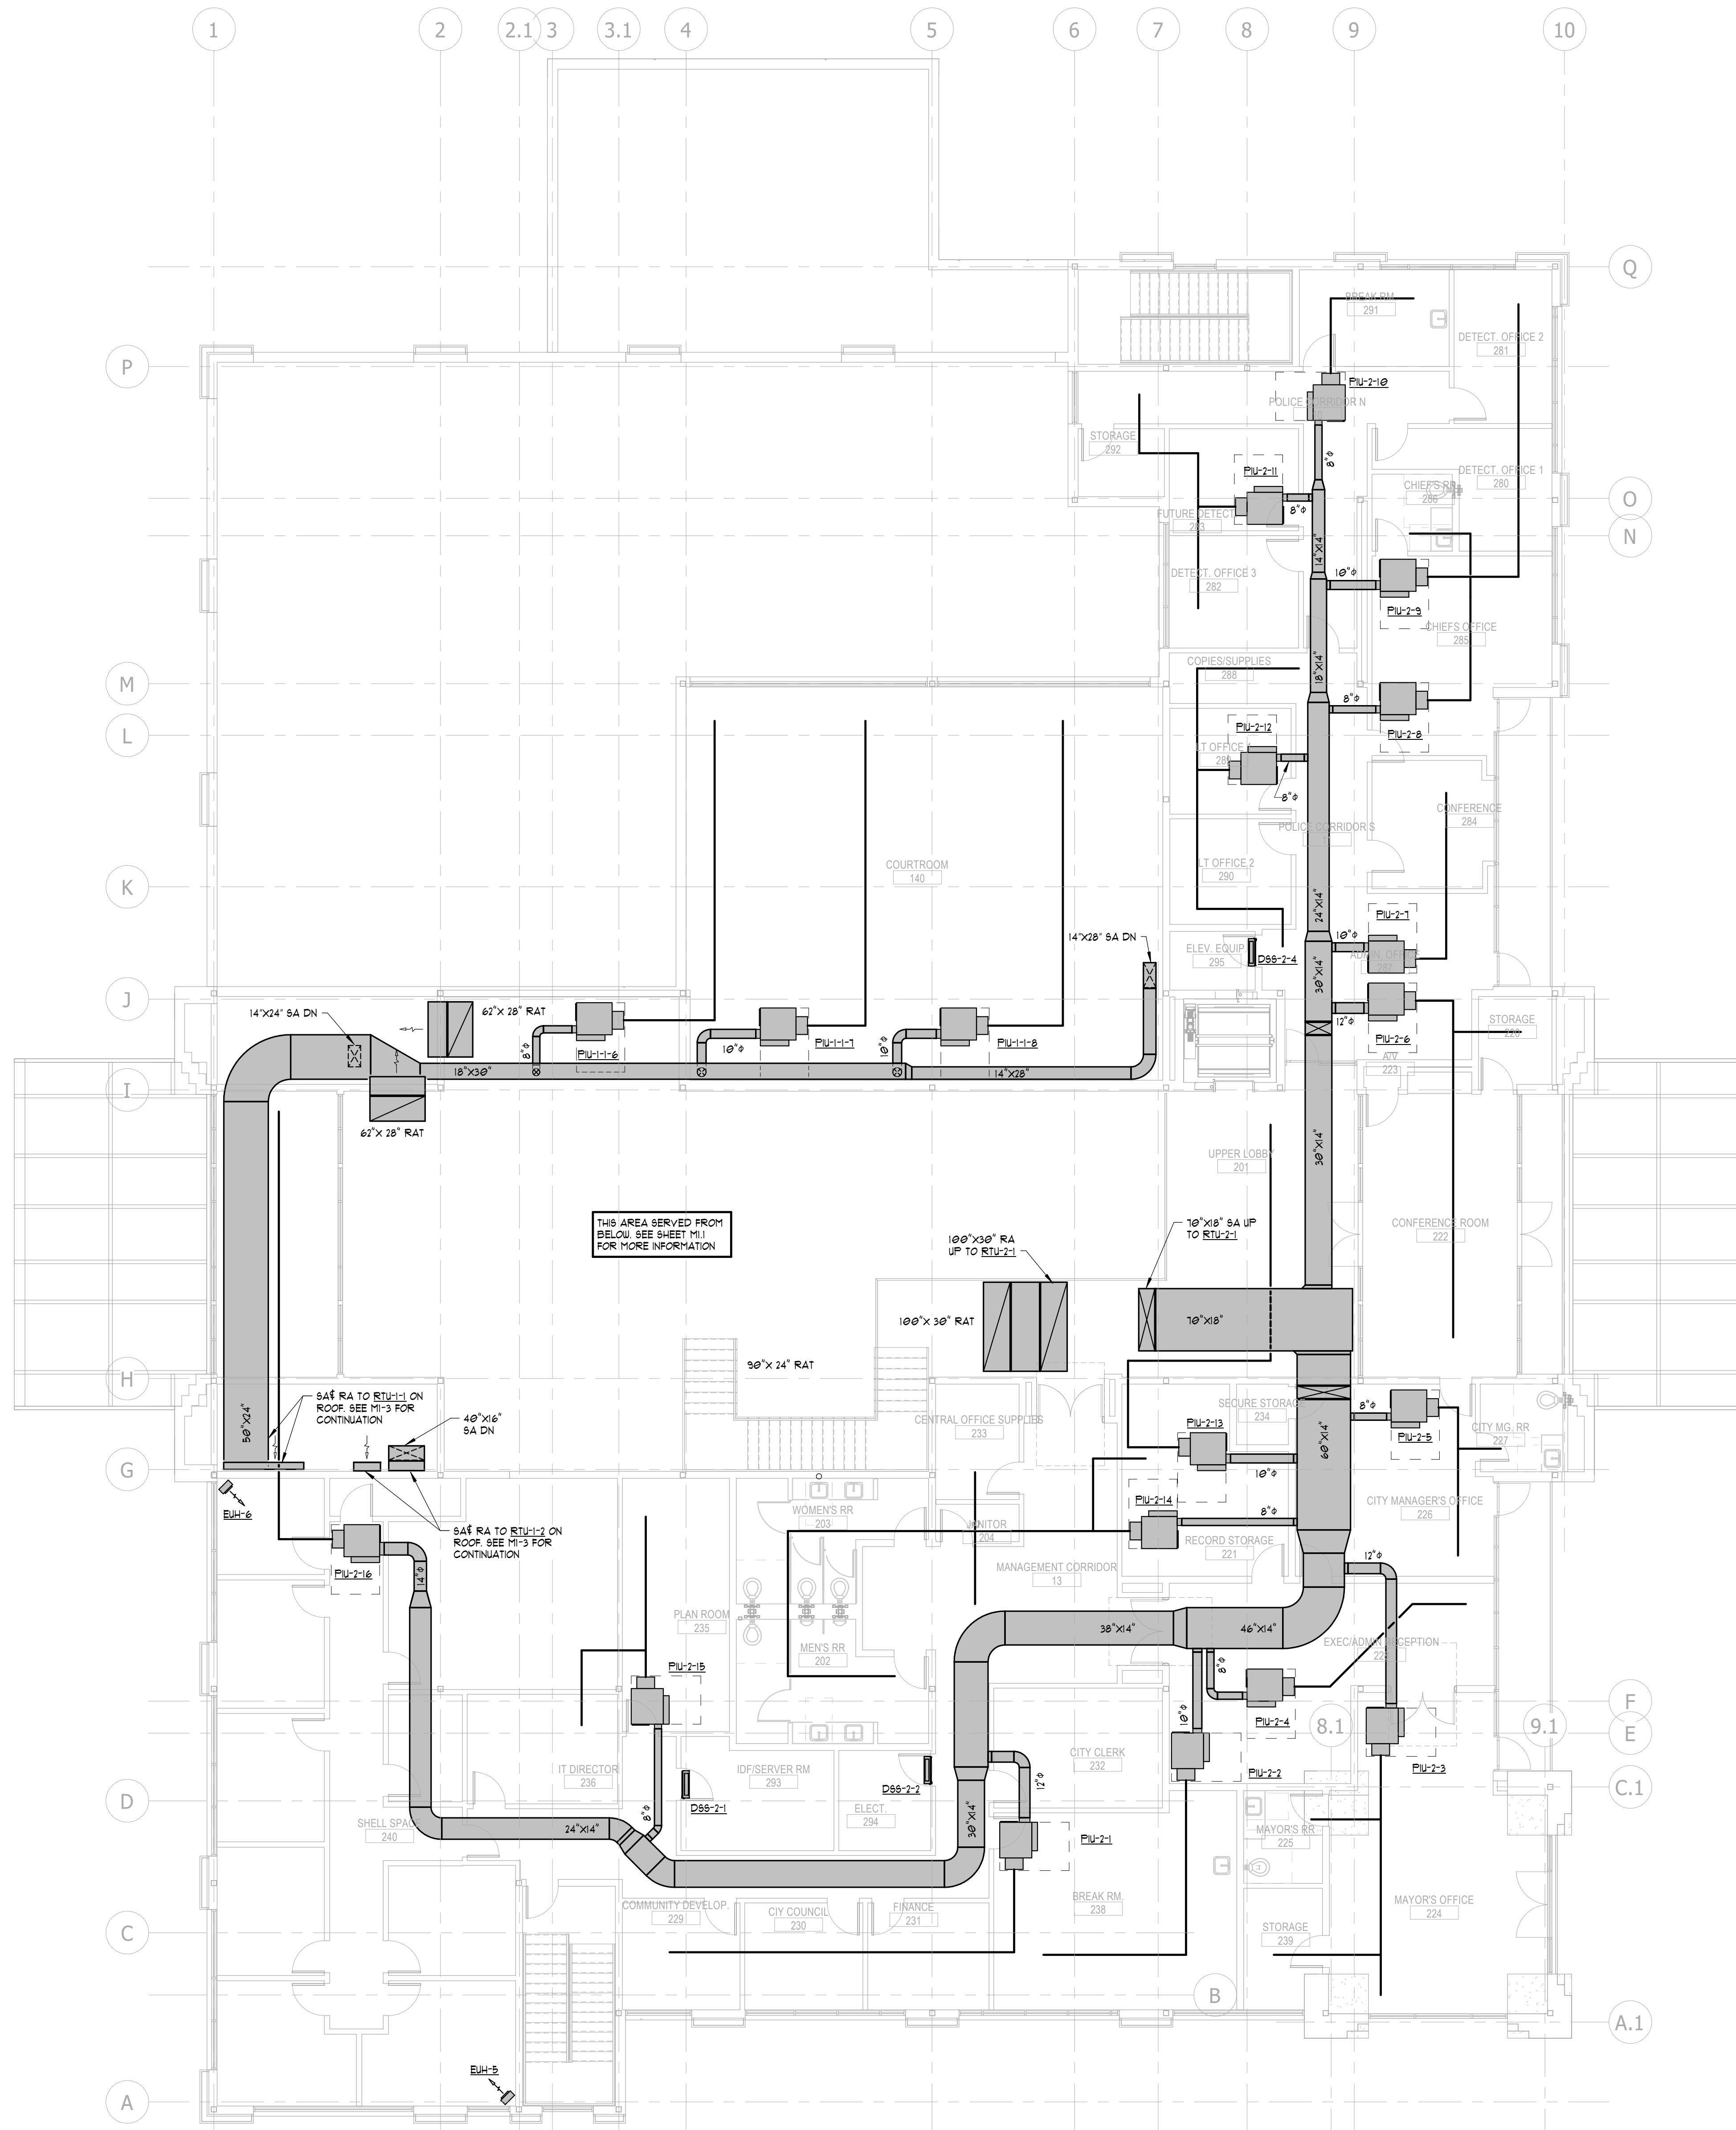 1
2
2.1
3
3.1
4
5
6
7
8
9
10
Q
BREAK RM.
291
DETECT. OFFICE 2
281
P
PIU-2-10
POLICE CORRIDOR N
STORAGE
292
8"Φ
PIU-2-11
DETECT. OFFICE 1
280
CHIEF'S RR
286
O
8"Φ
FUTURE DETECT.
283
N
14"X14"
DETECT. OFFICE 3
282
10"Φ
PIU-2-9
CHIEFS OFFICE
285
COPIES/SUPPLIES
288
M
18"X14"
8"Φ
PIU-2-8
L
PIU-2-12
LT OFFICE
289
8"Φ
CONFERENCE
284
POLICE CORRIDOR S
COURTROOM
140
LT OFFICE 2
290
K
24"X14"
PIU-2-7
10"Φ
ADMIN. OFFICE
287
14"X28" SA DN
ELEV. EQUIP.
295
DSS-2-4
30"X14"
J
14"X24" SA DN
62"X 28" RAT
12"Φ
PIU-2-6
STORAGE
220
8"Φ
PIU-1-1-6
10"Φ
PIU-1-1-7
10"Φ
PIU-1-1-8
A/V
223
18"X30"
14"X28"
I
62"X 28" RAT
30"X14"
UPPER LOBBY
201
THIS AREA SERVED FROM
BELOW. SEE SHEET M1.1
FOR MORE INFORMATION
CONFERENCE ROOM
222
70"X18" SA UP
TO RTU-2-1
100"X30" RA
UP TO RTU-2-1
100"X 30" RAT
70"X18"
90"X 24" RAT
H
SA$ RA TO RTU-1-1 ON
ROOF. SEE M1-3 FOR
CONTINUATION
50"X24"
40"X16"
SA DN
SECURE STORAGE
234
CENTRAL OFFICE SUPPLIES
233
PIU-2-13
8"Φ
PIU-2-5
CITY MG. RR
227
60"X14"
G
10"Φ
EUH-6
PIU-2-14
8"Φ
CITY MANAGER'S OFFICE
226
WOMEN'S RR
203
JANITOR
204
SA$ RA TO RTU-1-2 ON
ROOF. SEE M1-3 FOR
CONTINUATION
RECORD STORAGE
221
12"Φ
PIU-2-16
14"Φ
MANAGEMENT CORRIDOR
13
PLAN ROOM
235
38"X14"
46"X14"
MEN'S RR
202
EXEC/ADMIN RECEPTION
PIU-2-15
8"Φ
10"Φ
PIU-2-4
F
8.1
9.1
E
CITY CLERK
232
PIU-2-2
PIU-2-3
IT DIRECTOR
236
IDF/SERVER RM
293
DSS-2-2
12"Φ
C.1
D
8"Φ
DSS-2-1
ELECT.
294
SHELL SPACE
240
24"X14"
30"X14"
PIU-2-1
MAYOR'S RR
225
BREAK RM.
238
MAYOR'S OFFICE
224
COMMUNITY DEVELOP.
229
CIY COUNCIL
230
FINANCE
231
STORAGE
239
C
B
A.1
EUH-5
A